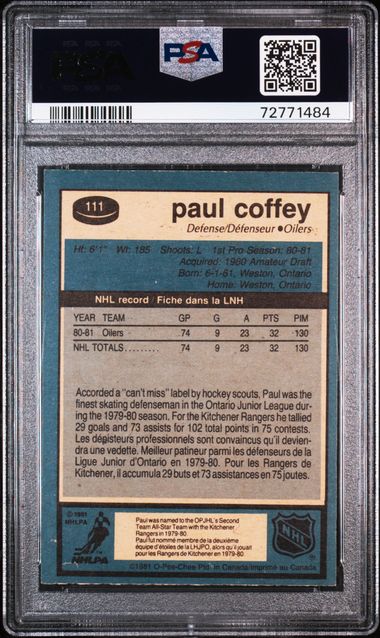 PSA
PSA
72771484
111
paul coffey
Defense/Défenseur ● Oilers
Ht: 6'1" Wt: 185 Shoots: L 1st Pro Season: 80-81
Acquired: 1980 Amateur Draft
Born: 6-1-61, Weston, Ontario
Home: Weston, Ontario
NHL record / Fiche dans la LNH
YEAR TEAM GP G A PTS PIM
80-81 Oilers 74 9 23 32 130
NHL TOTALS......... 74 9 23 32 130
Accorded a "can't miss" label by hockey scouts, Paul was the
finest skating defenseman in the Ontario Junior League dur-
ing the 1979-80 season. For the Kitchener Rangers he tallied
29 goals and 73 assists for 102 total points in 75 contests.
Les dépisteurs professionnels sont convaincus qu'il devien-
dra une vedette. Meilleur patineur parmi les défenseurs de la
Ligue Junior d'Ontario en 1979-80. Pour les Rangers de
Kitchener, il accumula 29 buts et 73 assistances en 75 joutes.
© 1981
NHLPA
NHLPA
Paul was named to the OPJHL's Second
Team All-Star Team with the Kitchener
Rangers in 1979-80.
Paul fut nommé membre de la deuxième
équipe d'étoiles de la LHJPO, alors qu'il jouait
pour les Rangers de Kitchener en 1979-80
NHL
©1981 O-Pee-Chee Ptd. in Canada Imprimé au Canada